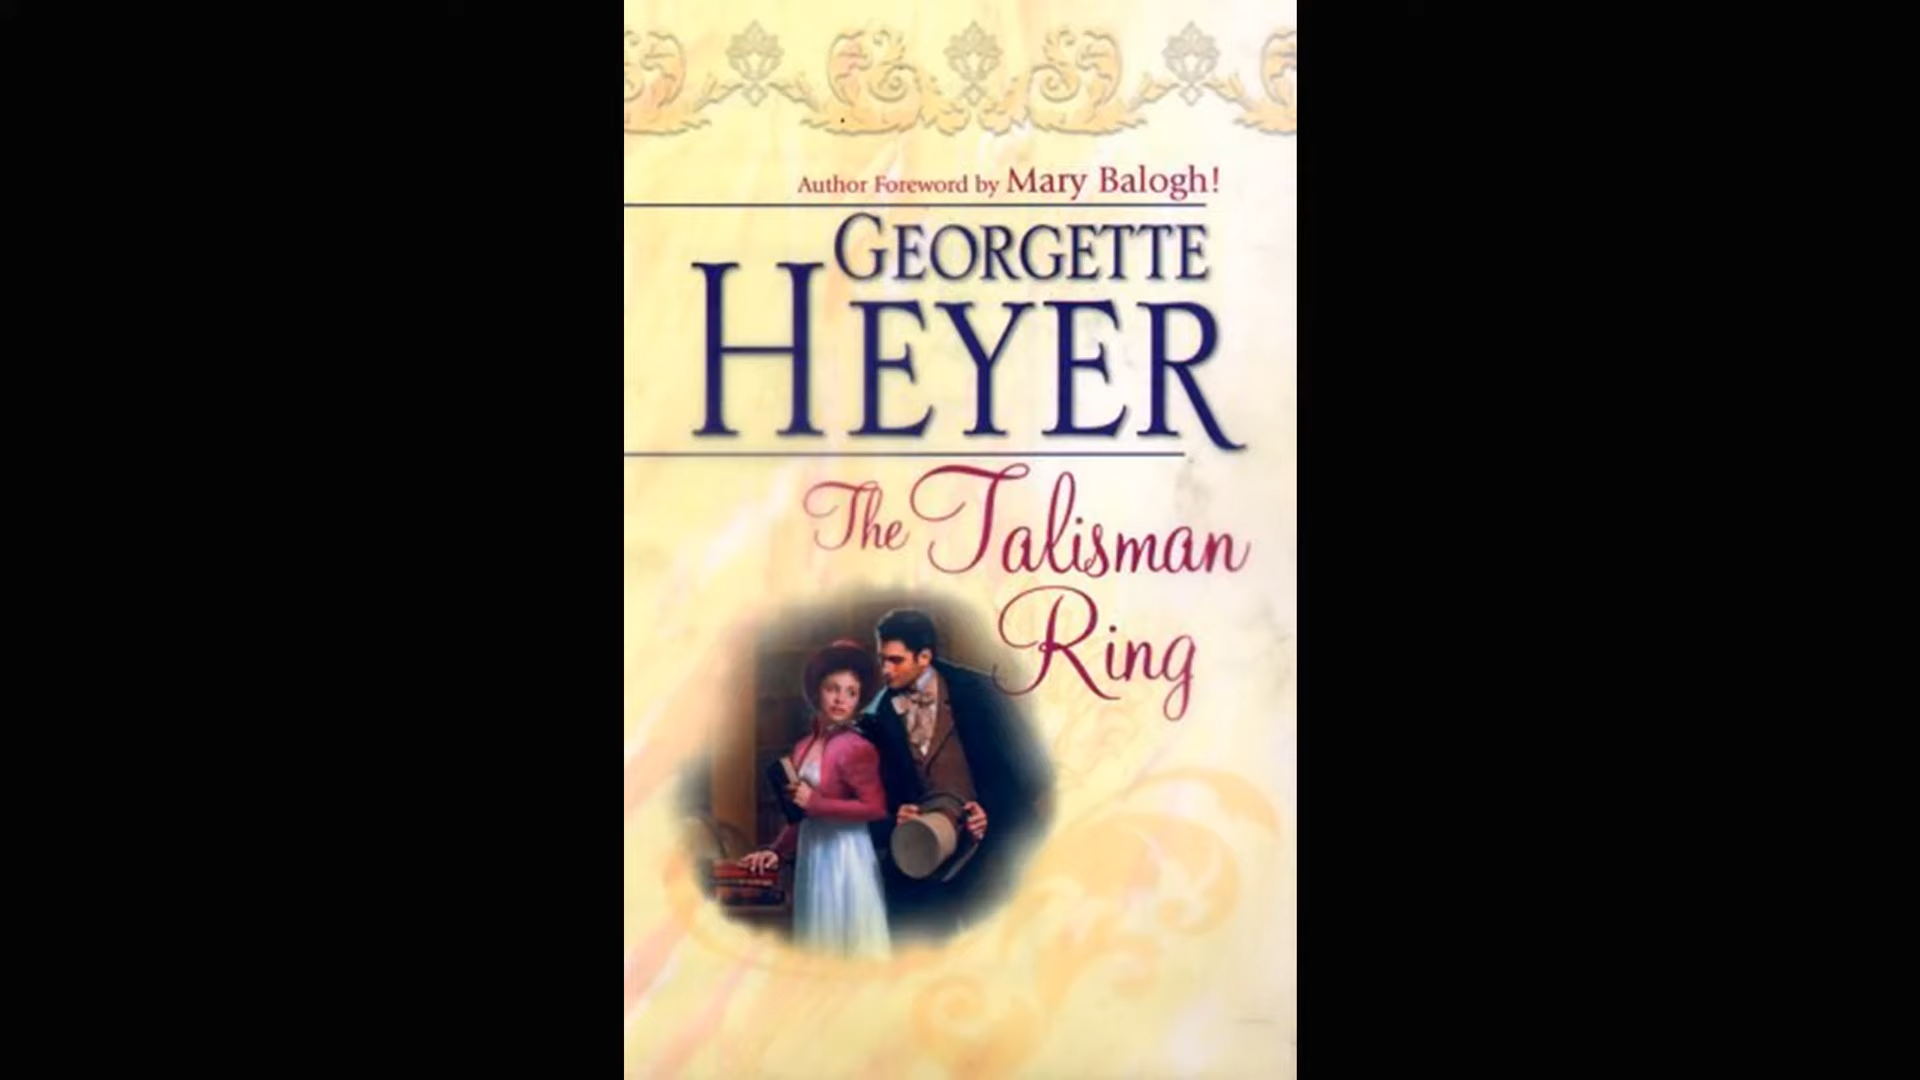 Author Foreword by Mary Balogh!
GEORGETTE
HEYER
The Talisman
Ring